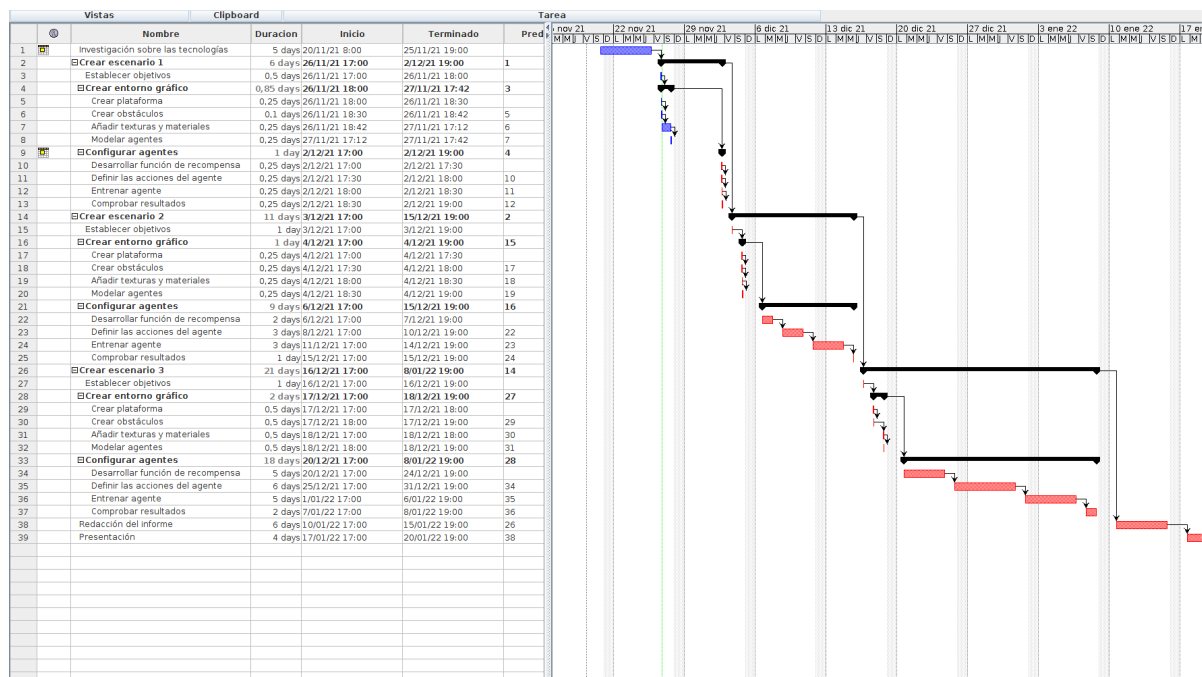 Vistas Clipboard Tarea
Nombre Duracion Inicio Terminado Pred
nov 21 22 nov 21 29 nov 21 6 dic 21 13 dic 21 20 dic 21 27 dic 21 3 ene 22 10 ene 22 17 en
M M J V S D L M M J V S D L M M J V S D L M M J V S D L M M J V S D L M M J V S D L M M J V S D L M M J V S D L M M J V S D L M
1 Investigación sobre las tecnologías 5 days 20/11/21 8:00 25/11/21 19:00
2 Crear escenario 1 6 days 26/11/21 17:00 2/12/21 19:00 1
3 Establecer objetivos 0,5 days 26/11/21 17:00 26/11/21 18:00
4 Crear entorno gráfico 0,85 days 26/11/21 18:00 27/11/21 17:42 3
5 Crear plataforma 0,25 days 26/11/21 18:00 26/11/21 18:30
6 Crear obstáculos 0,1 days 26/11/21 18:30 26/11/21 18:42 5
7 Añadir texturas y materiales 0,25 days 26/11/21 18:42 27/11/21 17:12 6
8 Modelar agentes 0,25 days 27/11/21 17:12 27/11/21 17:42 7
9 Configurar agentes 1 day 2/12/21 17:00 2/12/21 19:00 4
10 Desarrollar función de recompensa 0,25 days 2/12/21 17:00 2/12/21 17:30
11 Definir las acciones del agente 0,25 days 2/12/21 17:30 2/12/21 18:00 10
12 Entrenar agente 0,25 days 2/12/21 18:00 2/12/21 18:30 11
13 Comprobar resultados 0,25 days 2/12/21 18:30 2/12/21 19:00 12
14 Crear escenario 2 11 days 3/12/21 17:00 15/12/21 19:00 2
15 Establecer objetivos 1 day 3/12/21 17:00 3/12/21 19:00
16 Crear entorno gráfico 1 day 4/12/21 17:00 4/12/21 19:00 15
17 Crear plataforma 0,25 days 4/12/21 17:00 4/12/21 17:30
18 Crear obstáculos 0,25 days 4/12/21 17:30 4/12/21 18:00 17
19 Añadir texturas y materiales 0,25 days 4/12/21 18:00 4/12/21 18:30 18
20 Modelar agentes 0,25 days 4/12/21 18:30 4/12/21 19:00 19
21 Configurar agentes 9 days 6/12/21 17:00 15/12/21 19:00 16
22 Desarrollar función de recompensa 2 days 6/12/21 17:00 7/12/21 19:00
23 Definir las acciones del agente 3 days 8/12/21 17:00 10/12/21 19:00 22
24 Entrenar agente 3 days 11/12/21 17:00 14/12/21 19:00 23
25 Comprobar resultados 1 day 15/12/21 17:00 15/12/21 19:00 24
26 Crear escenario 3 21 days 16/12/21 17:00 8/01/22 19:00 14
27 Establecer objetivos 1 day 16/12/21 17:00 16/12/21 19:00
28 Crear entorno gráfico 2 days 17/12/21 17:00 18/12/21 19:00 27
29 Crear plataforma 0,5 days 17/12/21 17:00 17/12/21 18:00
30 Crear obstáculos 0,5 days 17/12/21 18:00 17/12/21 19:00 29
31 Añadir texturas y materiales 0,5 days 18/12/21 17:00 18/12/21 18:00 30
32 Modelar agentes 0,5 days 18/12/21 18:00 18/12/21 19:00 31
33 Configurar agentes 18 days 20/12/21 17:00 8/01/22 19:00 28
34 Desarrollar función de recompensa 5 days 20/12/21 17:00 24/12/21 19:00
35 Definir las acciones del agente 6 days 25/12/21 17:00 31/12/21 19:00 34
36 Entrenar agente 5 days 1/01/22 17:00 6/01/22 19:00 35
37 Comprobar resultados 2 days 7/01/22 17:00 8/01/22 19:00 36
38 Redacción del informe 6 days 10/01/22 17:00 15/01/22 19:00 26
39 Presentación 4 days 17/01/22 17:00 20/01/22 19:00 38